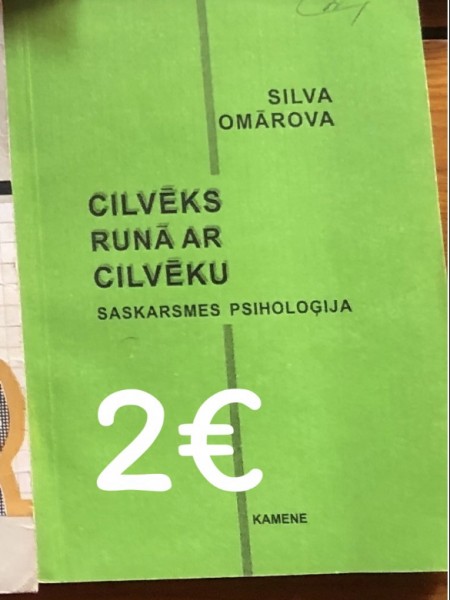 SILVA
OMĀROVA
CILVĒKS
RUNĀ AR
CILVĒKU
SASKARSMES PSIHOLOĢIJA
2€
KAMENE